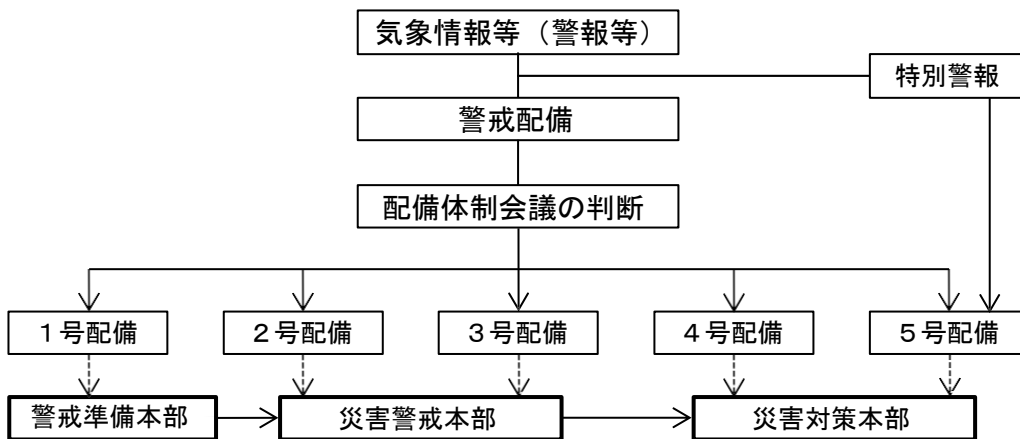 気象情報等（警報等）
特別警報
警戒配備
配備体制会議の判断
１号配備
２号配備
３号配備
４号配備
５号配備
警戒準備本部
災害警戒本部
災害対策本部